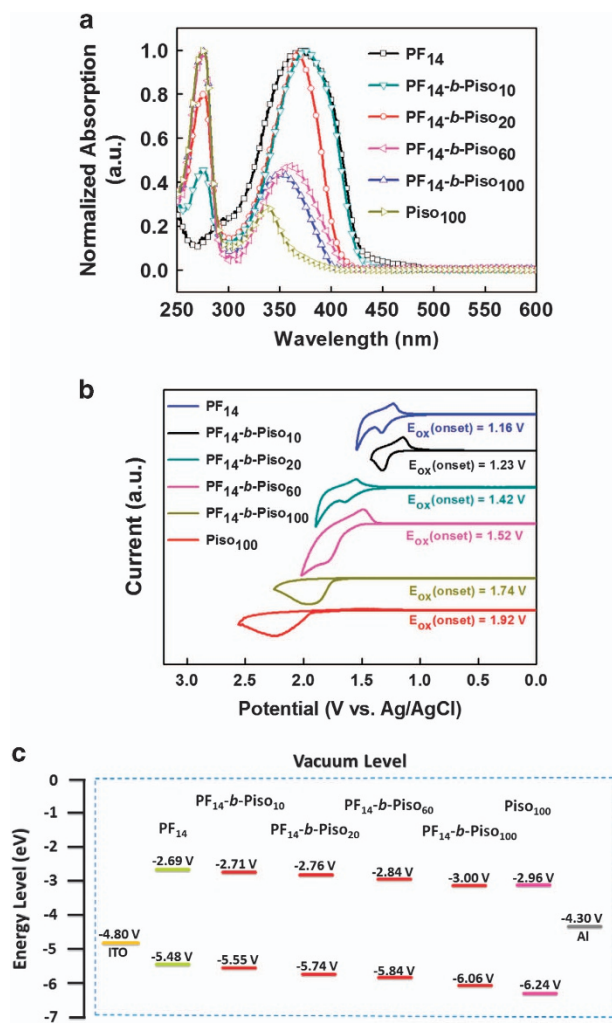 a
1.0
0.8
0.6
0.4
0.2
0.0
Normalized Absorption
(a.u.)
PF14
PF14-b-Piso10
PF14-b-Piso20
PF14-b-Piso60
PF14-b-Piso100
Piso100
250 300 350 400 450 500 550 600
Wavelength (nm)
b
PF14
PF14-b-Piso10
PF14-b-Piso20
PF14-b-Piso60
PF14-b-Piso100
Piso100
Eox(onset) = 1.16 V
Eox(onset) = 1.23 V
Eox(onset) = 1.42 V
Eox(onset) = 1.52 V
Eox(onset) = 1.74 V
Eox(onset) = 1.92 V
Current (a.u.)
3.0 2.5 2.0 1.5 1.0 0.5 0.0
Potential (V vs. Ag/AgCl)
c
Vacuum Level
Energy Level (eV)
0
-1
-2
-3
-4
-5
-6
-7
PF14-b-Piso10 PF14-b-Piso60 Piso100
PF14 PF14-b-Piso20 PF14-b-Piso100
-2.69 V -2.71 V -2.76 V -2.84 V -3.00 V -2.96 V
-4.80 V
ITO
-4.30 V
Al
-5.48 V -5.55 V -5.74 V -5.84 V -6.06 V -6.24 V